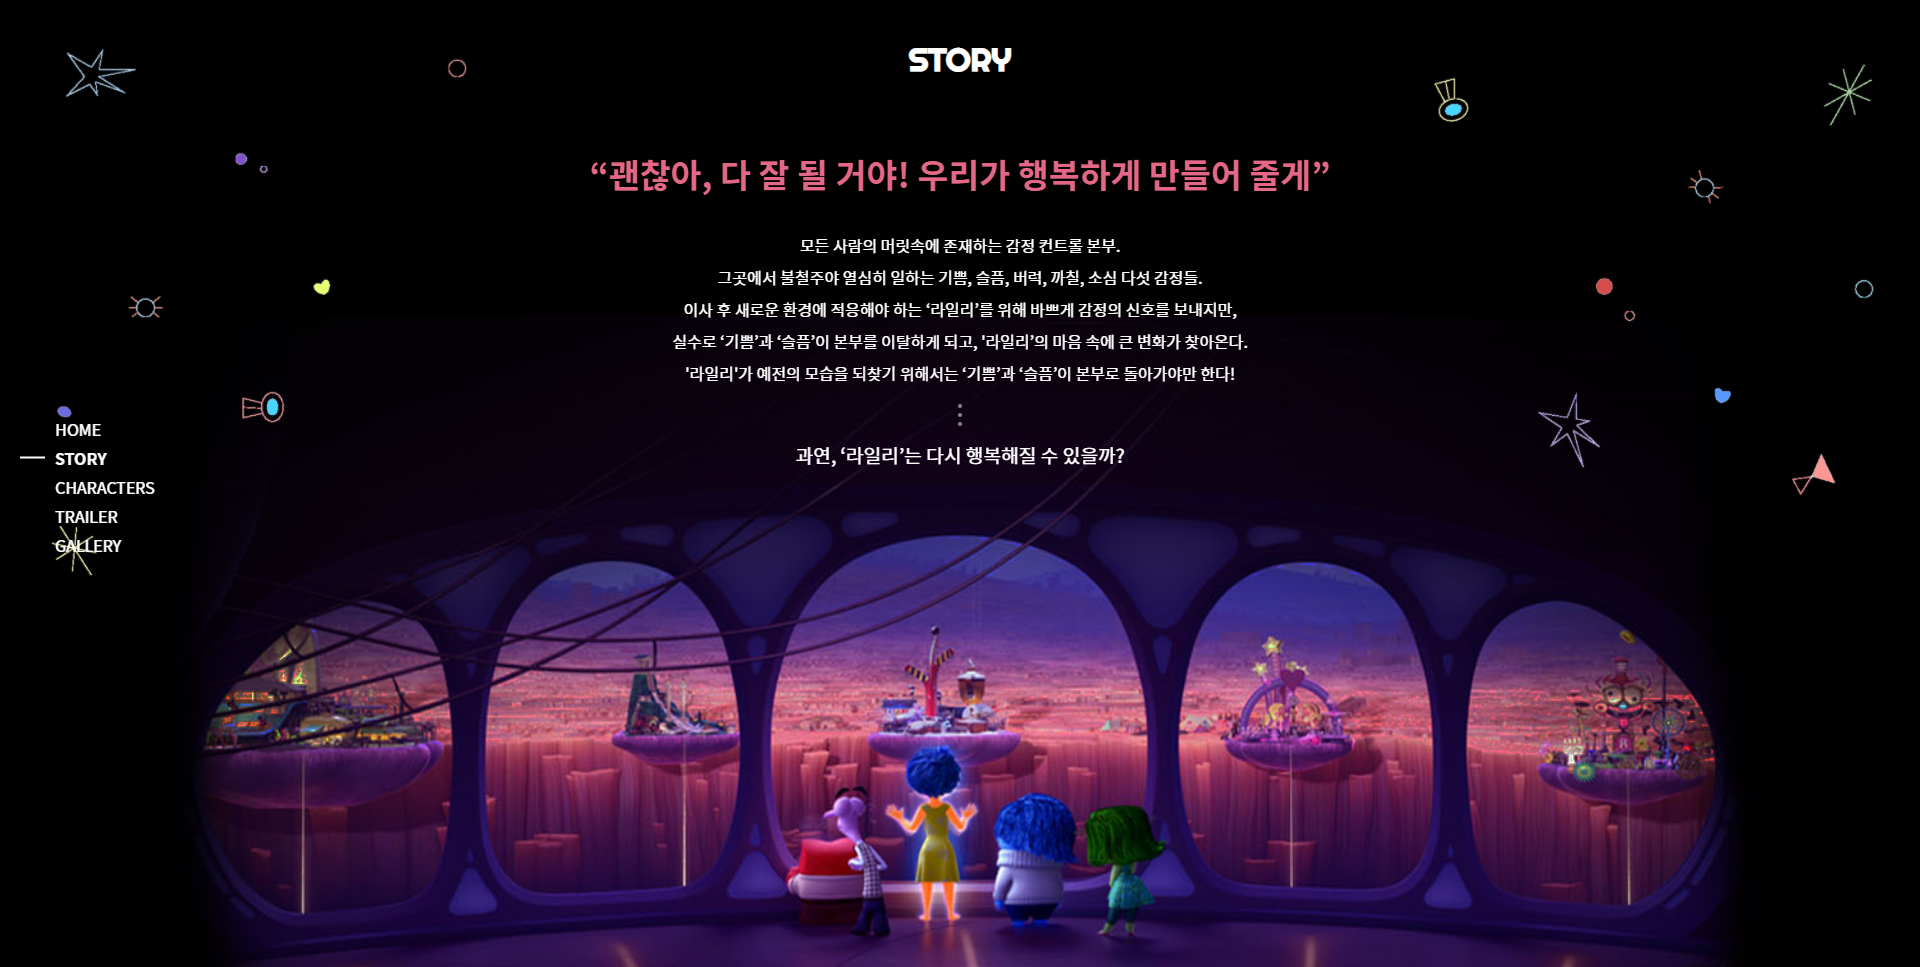 STORY
“괜찮아, 다 잘 될 거야! 우리가 행복하게 만들어 줄게”
모든 사람의 머릿속에 존재하는 감정 컨트롤 본부.
그곳에서 불철주야 열심히 일하는 기쁨, 슬픔, 버럭, 까칠, 소심 다섯 감정들.
이사 후 새로운 환경에 적응해야 하는 ‘라일리’를 위해 바쁘게 감정의 신호를 보내지만,
실수로 ‘기쁨’과 ‘슬픔’이 본부를 이탈하게 되고, '라일리’의 마음 속에 큰 변화가 찾아온다.
'라일리'가 예전의 모습을 되찾기 위해서는 ‘기쁨’과 ‘슬픔’이 본부로 돌아가야만 한다!
과연, ‘라일리’는 다시 행복해질 수 있을까?
HOME
STORY
CHARACTERS
TRAILER
GALLERY